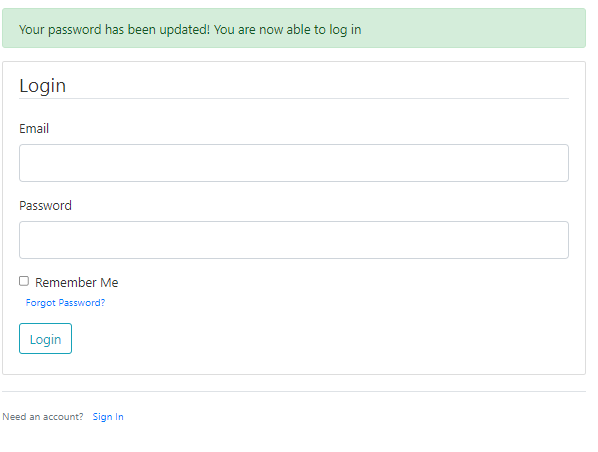 Your password has been updated! You are now able to log in
Login
Email
Password
Remember Me
Forgot Password?
Login
Need an account? Sign In